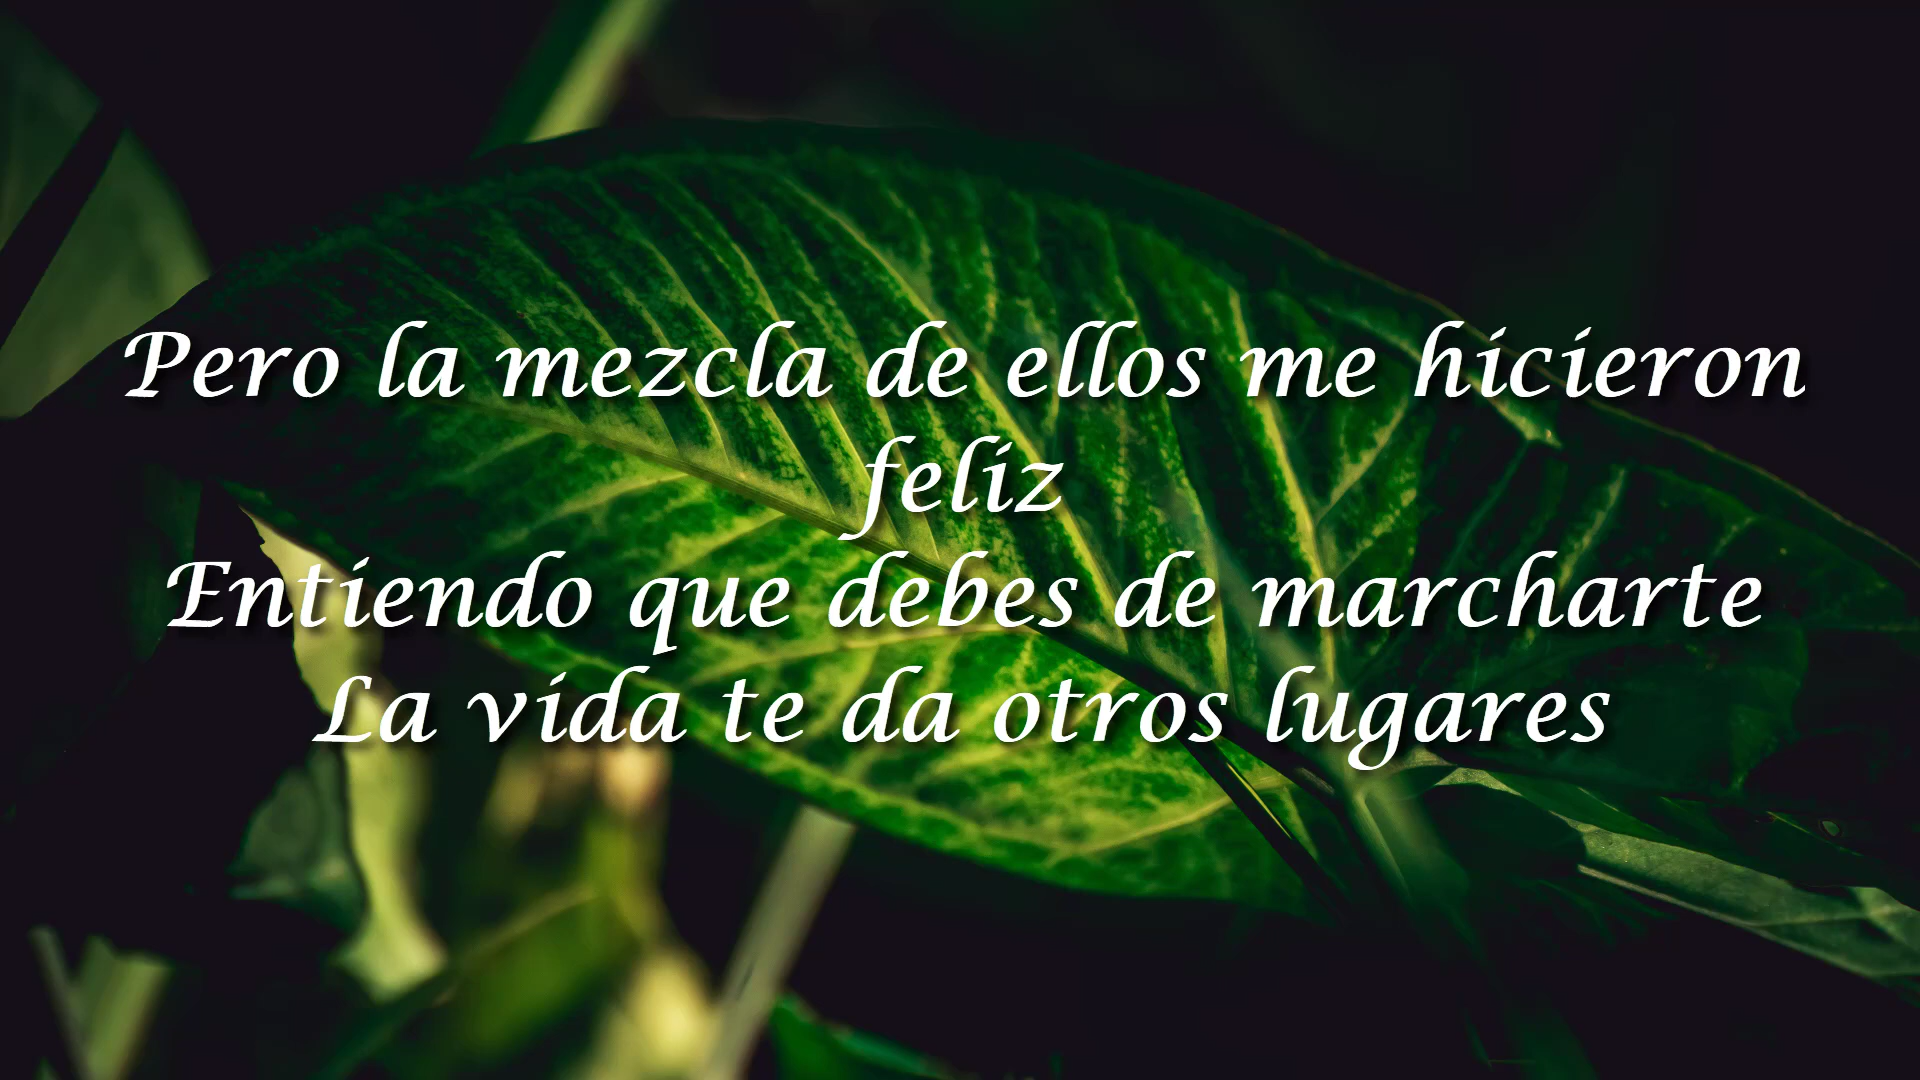 Pero la mezcla de ellos me hicieron
feliz
Entiendo que debes de marcharte
La vida te da otros lugares